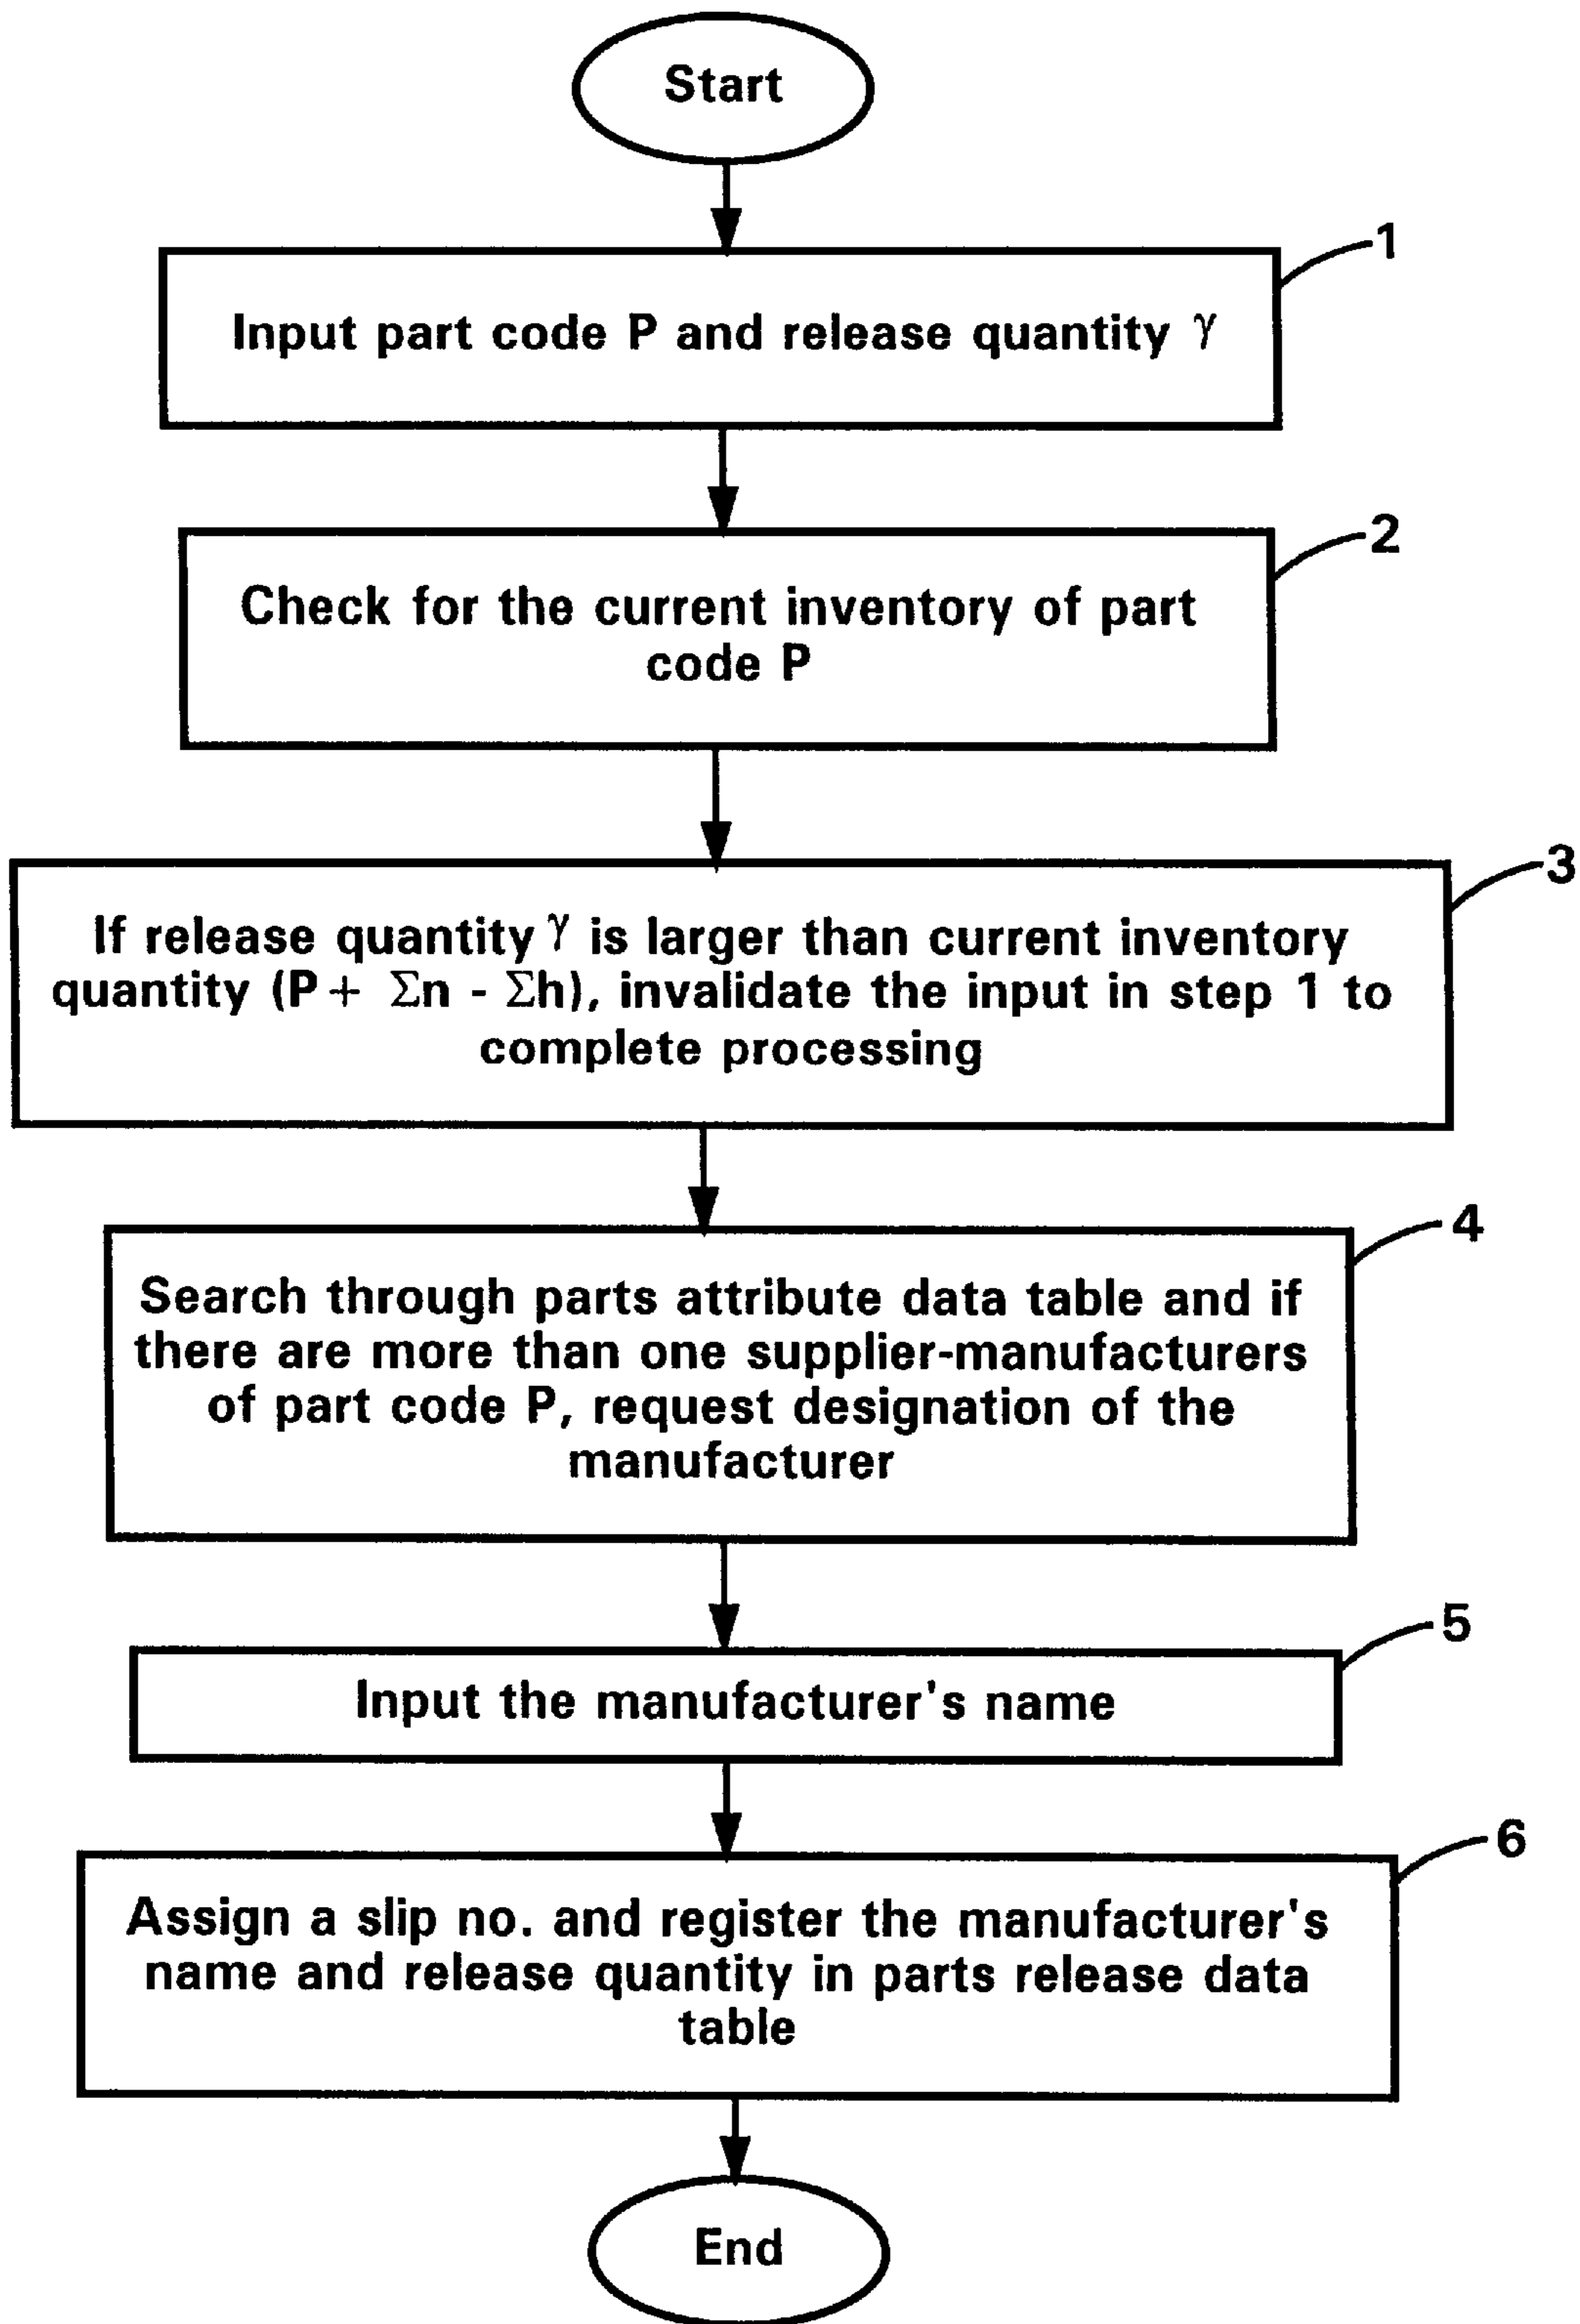 Start
1
Input part code P and release quantity γ
2
Check for the current inventory of part
code P
3
If release quantity γ is larger than current inventory
quantity (P + Σn - Σh), invalidate the input in step 1 to
complete processing
4
Search through parts attribute data table and if
there are more than one supplier-manufacturers
of part code P, request designation of the
manufacturer
5
Input the manufacturer's name
6
Assign a slip no. and register the manufacturer's
name and release quantity in parts release data
table
End